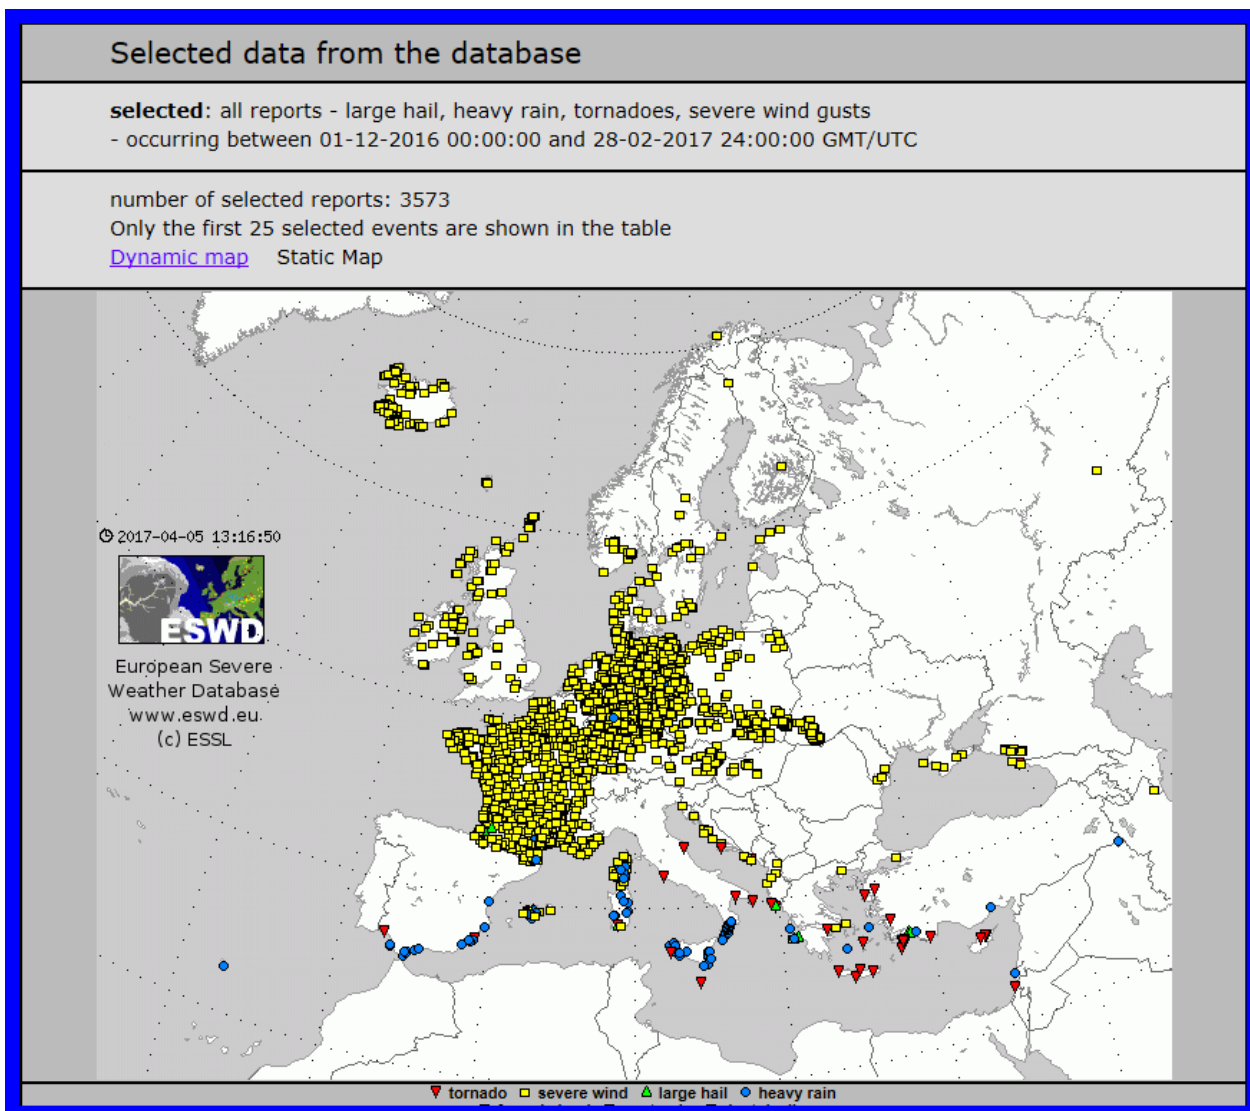 Selected data from the database
selected: all reports - large hail, heavy rain, tornadoes, severe wind gusts
- occurring between 01-12-2016 00:00:00 and 28-02-2017 24:00:00 GMT/UTC
number of selected reports: 3573
Only the first 25 selected events are shown in the table
Dynamic map Static Map
2017-04-05 13:16:50
ESWD
European Severe
Weather Database
www.eswd.eu
(c) ESSL
tornado severe wind large hail heavy rain